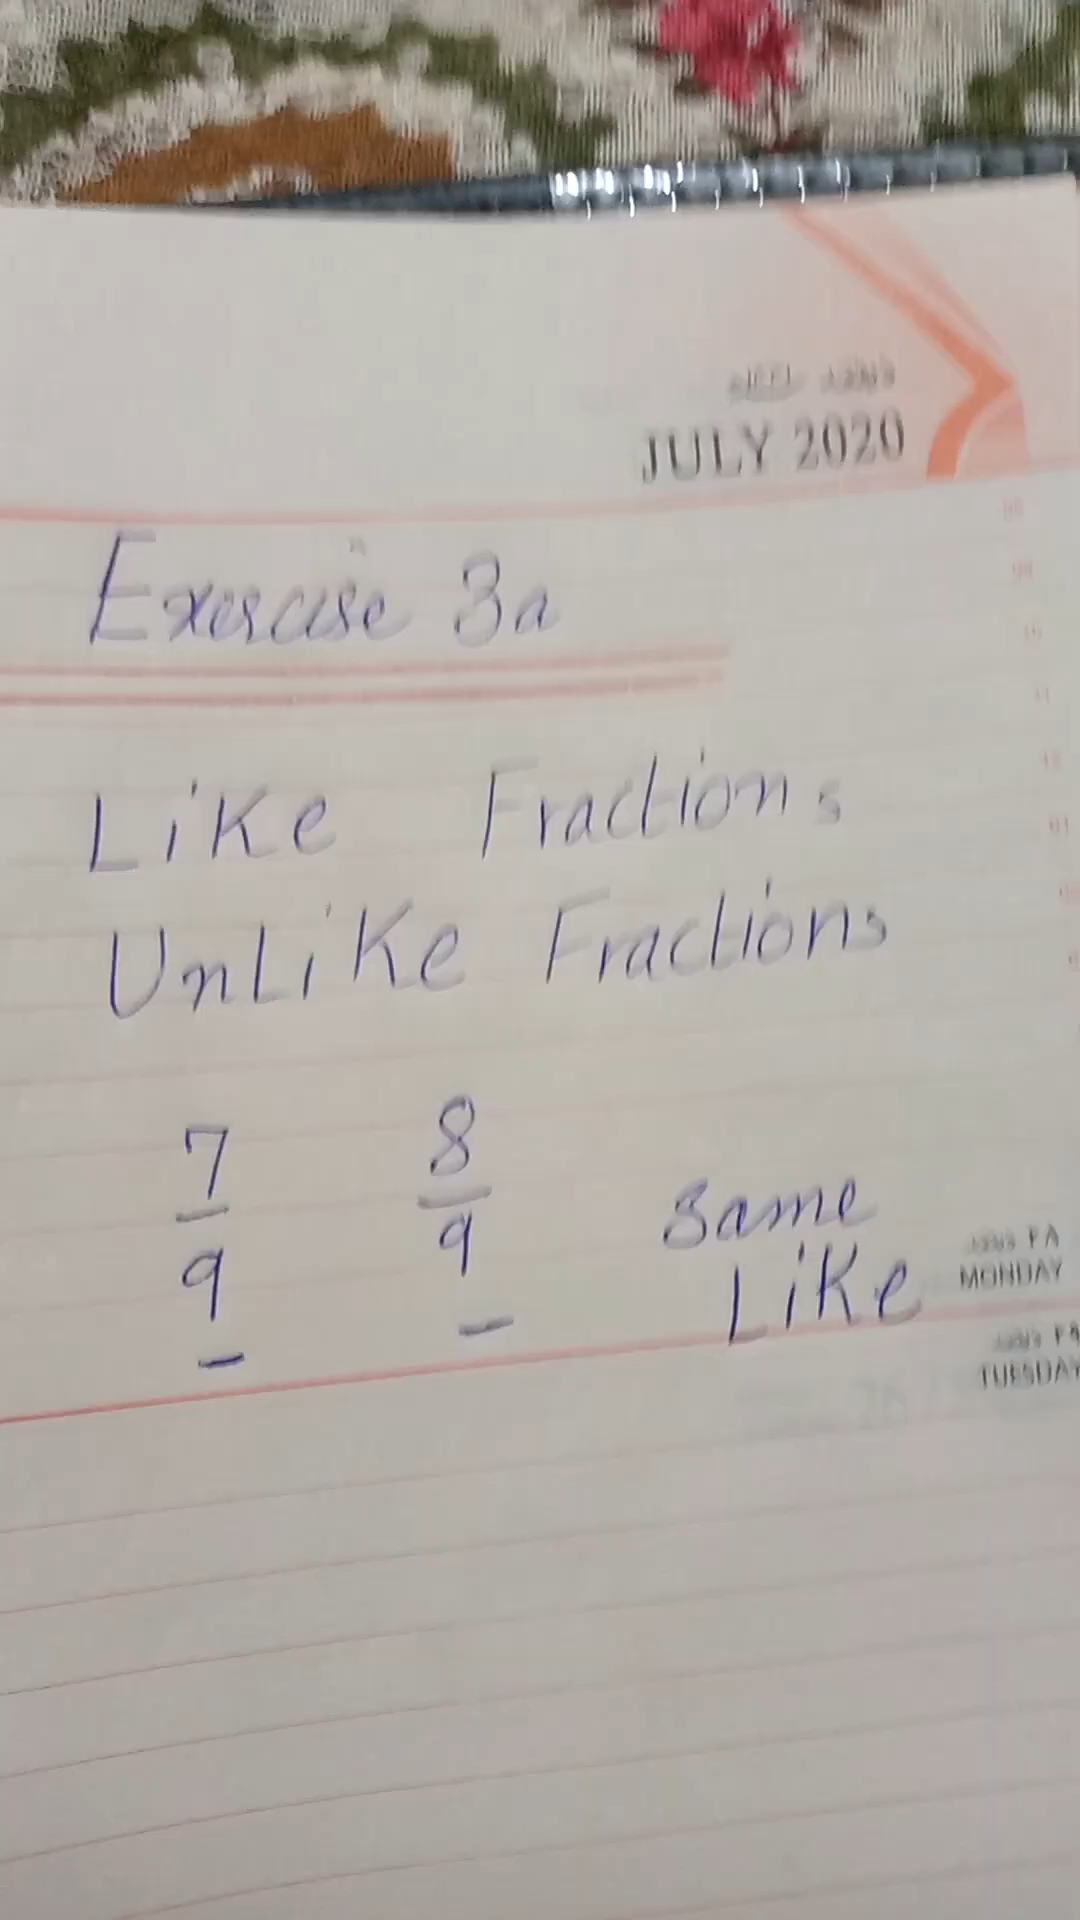 JULY 2020
Exercise 3a
Like Fractions
UnLike Fractions
7 8
9 9
Same
Like
MONDAY
TUESDAY